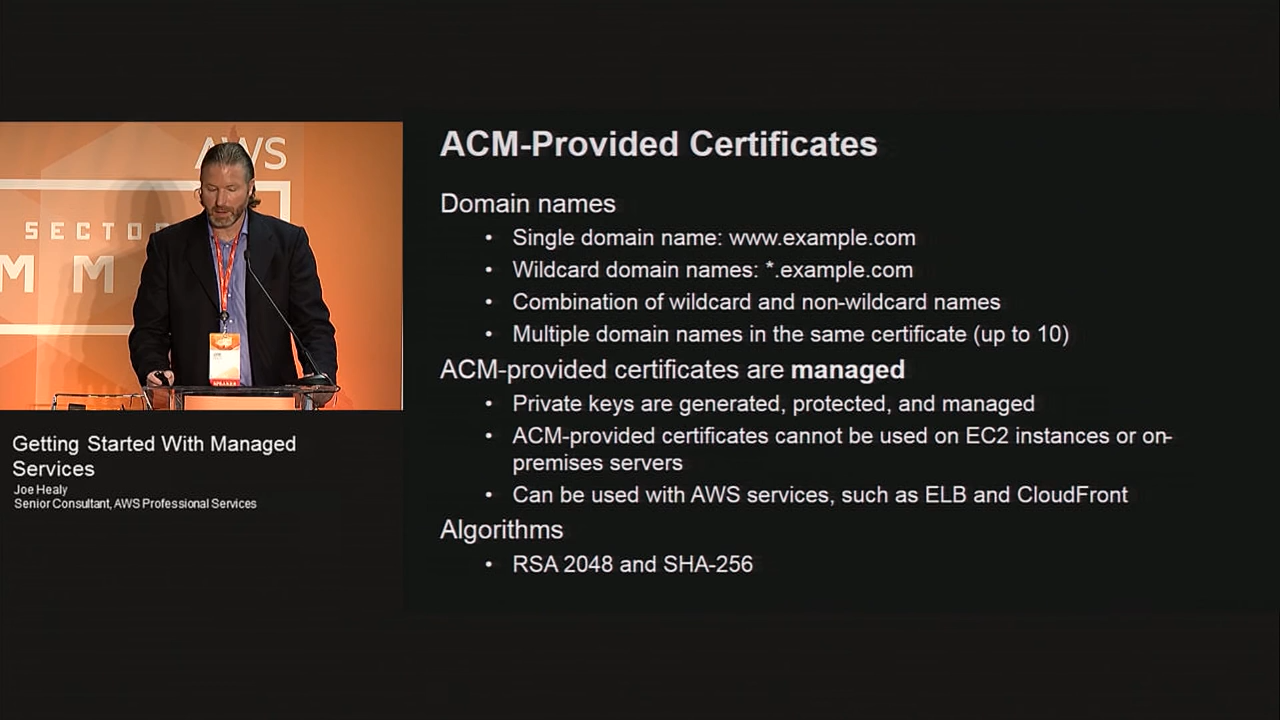 AWS
SECTO
M M
SPEAKER
Getting Started With Managed
Services
Joe Healy
Senior Consultant, AWS Professional Services
ACM-Provided Certificates
Domain names
• Single domain name: www.example.com
• Wildcard domain names: *.example.com
• Combination of wildcard and non-wildcard names
• Multiple domain names in the same certificate (up to 10)
ACM-provided certificates are managed
• Private keys are generated, protected, and managed
• ACM-provided certificates cannot be used on EC2 instances or on-
premises servers
• Can be used with AWS services, such as ELB and CloudFront
Algorithms
• RSA 2048 and SHA-256